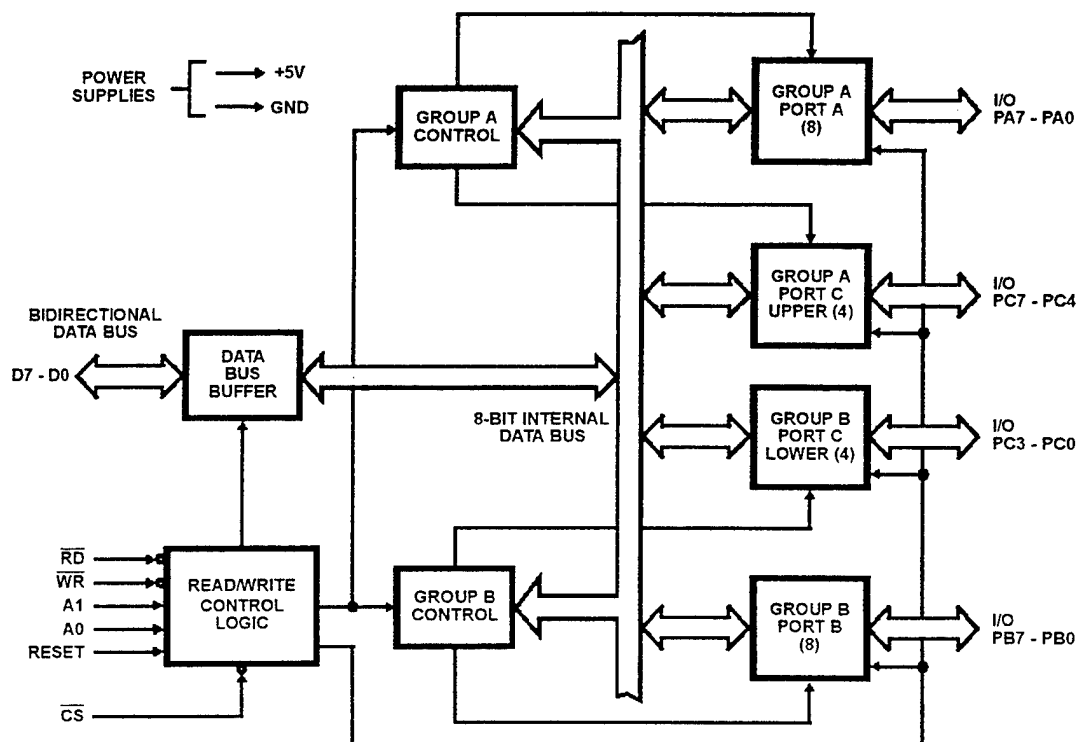 POWER
SUPPLIES
+5V
GND
GROUP A
CONTROL
GROUP A
PORT A
(8)
I/O
PA7 - PA0
GROUP A
PORT C
UPPER (4)
I/O
PC7 - PC4
BIDIRECTIONAL
DATA BUS
D7 - D0
DATA
BUS
BUFFER
8-BIT INTERNAL
DATA BUS
GROUP B
PORT C
LOWER (4)
I/O
PC3 - PC0
RD
WR
A1
A0
RESET
CS
READ/WRITE
CONTROL
LOGIC
GROUP B
CONTROL
GROUP B
PORT B
(8)
I/O
PB7 - PB0